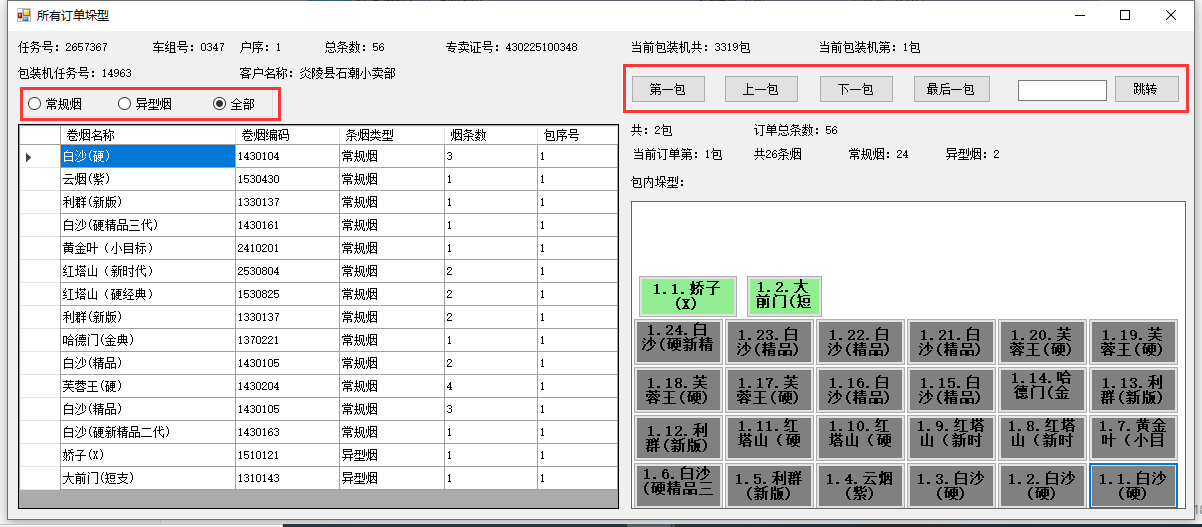 所有订单垛型
任务号：2657367 车组号：0347 户序：1 总条数：56 专卖证号：430225100348 当前包装机共：3319包 当前包装机第：1包
包装机任务号：14963 客户名称：炎陵县石潮小卖部
常规烟 异型烟 全部
第一包 上一包 下一包 最后一包 跳转
共：2包 订单总条数：56
当前订单第：1包 共26条烟 常规烟：24 异型烟：2
包内垛型：
卷烟名称 卷烟编码 条烟类型 烟条数 包序号
白沙(硬) 1430104 常规烟 3 1
云烟(紫) 1530430 常规烟 1 1
利群(新版) 1330137 常规烟 1 1
白沙(硬精品三代) 1430161 常规烟 1 1
黄金叶（小目标） 2410201 常规烟 1 1
红塔山（新时代） 2530804 常规烟 2 1
红塔山（硬经典） 1530825 常规烟 2 1
利群(新版) 1330137 常规烟 2 1
哈德门(金典) 1370221 常规烟 1 1
白沙(精品) 1430105 常规烟 2 1
芙蓉王(硬) 1430204 常规烟 4 1
白沙(精品) 1430105 常规烟 3 1
白沙(硬新精品二代) 1430163 常规烟 1 1
娇子(X) 1510121 异型烟 1 1
大前门(短支) 1310143 异型烟 1 1
1.1.娇子
(X)
1.2.大
前门(短
1.24.白
沙(硬新精
1.23.白
沙(精品)
1.22.白
沙(精品)
1.21.白
沙(精品)
1.20.芙
蓉王(硬)
1.19.芙
蓉王(硬)
1.18.芙
蓉王(硬)
1.17.芙
蓉王(硬)
1.16.白
沙(精品)
1.15.白
沙(精品)
1.14.哈
德门(金
1.13.利
群(新版)
1.12.利
群(新版)
1.11.红
塔山（硬
1.10.红
塔山（硬
1.9.红塔
山（新时
1.8.红塔
山（新时
1.7.黄金
叶（小目
1.6.白沙
(硬精品三
1.5.利群
(新版)
1.4.云烟
(紫)
1.3.白沙
(硬)
1.2.白沙
(硬)
1.1.白沙
(硬)